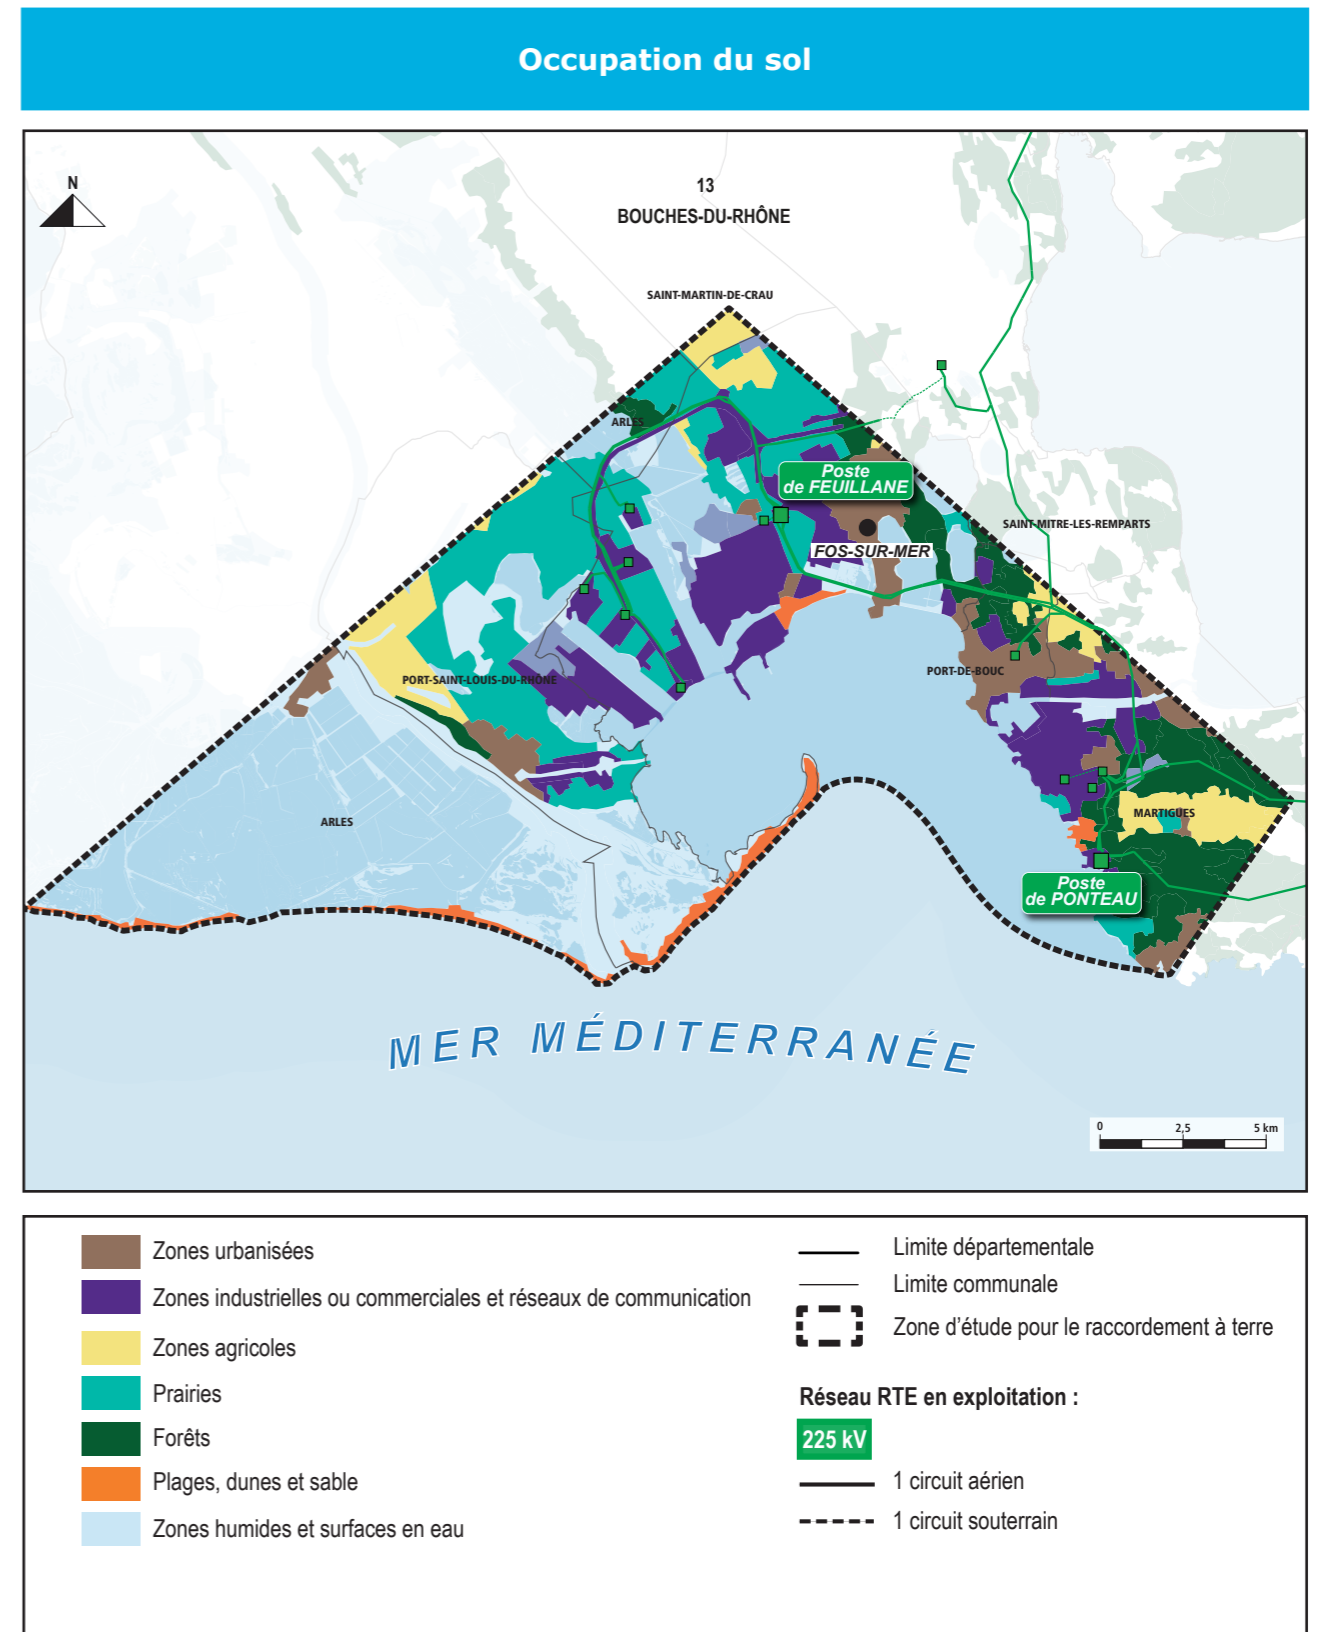 Occupation du sol
N
13
BOUCHES-DU-RHÔNE
SAINT-MARTIN-DE-CRAU
ARLES
Poste
de FEUILLANE
SAINT-MITRE-LES-REMPARTS
FOS-SUR-MER
PORT-DE-BOUC
PORT-SAINT-LOUIS-DU-RHÔNE
ARLES
MARTIGUES
Poste
de PONTEAU
MER MÉDITERRANÉE
0 2,5 5 km
Zones urbanisées
Zones industrielles ou commerciales et réseaux de communication
Zones agricoles
Prairies
Forêts
Plages, dunes et sable
Zones humides et surfaces en eau
Limite départementale
Limite communale
Zone d'étude pour le raccordement à terre
Réseau RTE en exploitation :
225 kV
1 circuit aérien
1 circuit souterrain